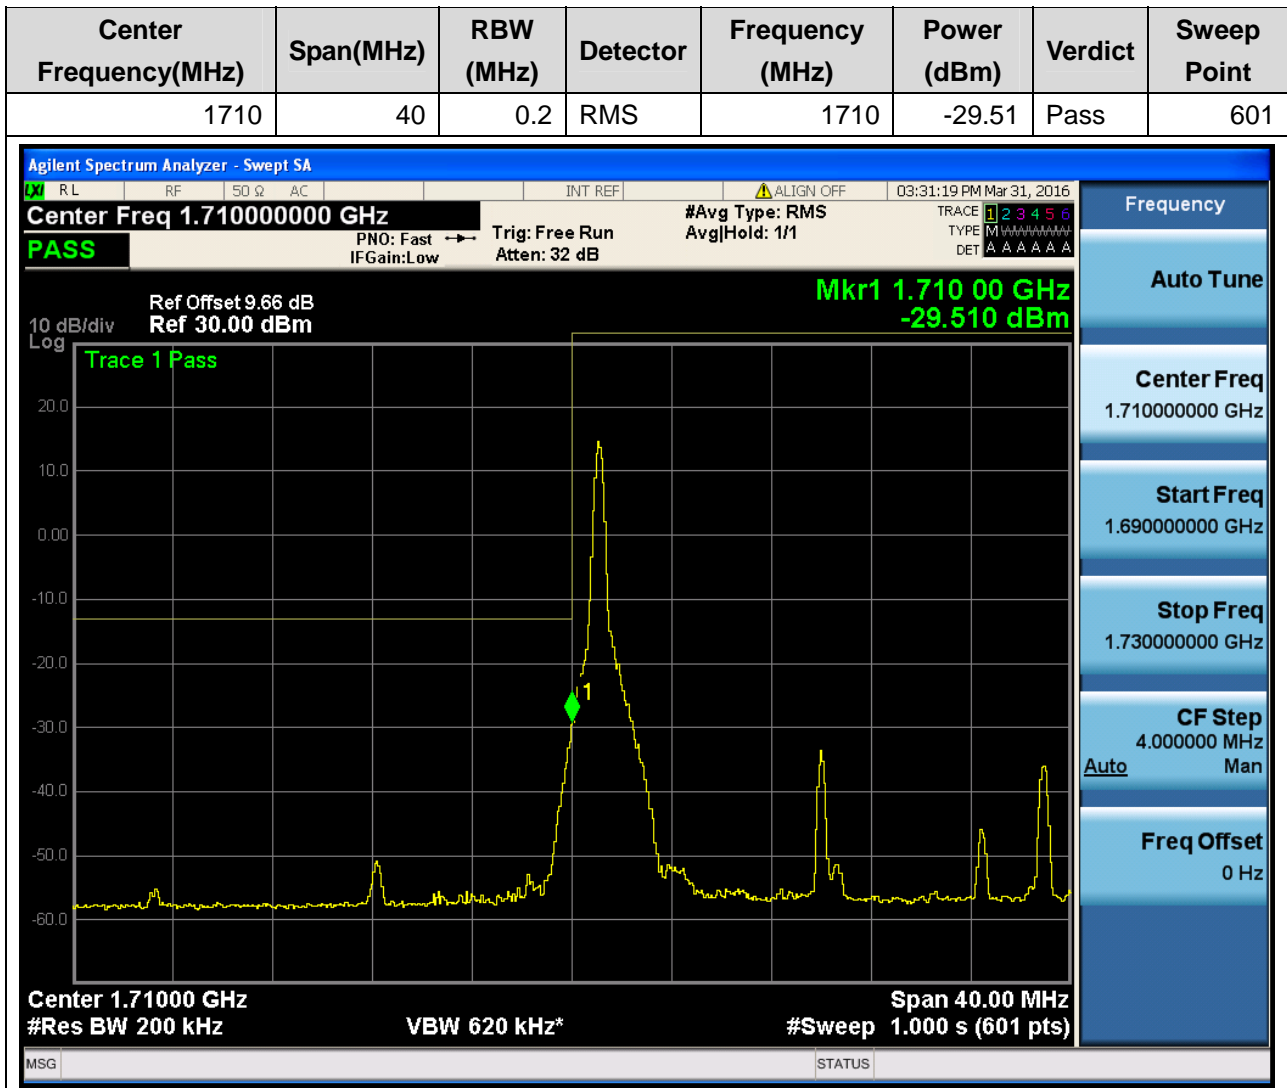 Center Frequency(MHz) Span(MHz) RBW (MHz) Detector Frequency (MHz) Power (dBm) Verdict Sweep Point
1710 40 0.2 RMS 1710 -29.51 Pass 601
Agilent Spectrum Analyzer - Swept SA
LXI RL RF 50 Ω AC INT REF ALIGN OFF 03:31:19 PM Mar 31, 2016
Center Freq 1.710000000 GHz
PASS
PNO: Fast
IFGain:Low
Trig: Free Run
Atten: 32 dB
#Avg Type: RMS
Avg|Hold: 1/1
TRACE 1 2 3 4 5 6
TYPE M WWWWW
DET A A A A A A
Ref Offset 9.66 dB
10 dB/div Ref 30.00 dBm
Log
Mkr1 1.710 00 GHz
-29.510 dBm
Trace 1 Pass
20.0
10.0
0.00
-10.0
-20.0
1
-30.0
-40.0
-50.0
-60.0
Center 1.71000 GHz Span 40.00 MHz
#Res BW 200 kHz VBW 620 kHz* #Sweep 1.000 s (601 pts)
MSG STATUS
Frequency
Auto Tune
Center Freq
1.710000000 GHz
Start Freq
1.690000000 GHz
Stop Freq
1.730000000 GHz
CF Step
4.000000 MHz
Auto Man
Freq Offset
0 Hz